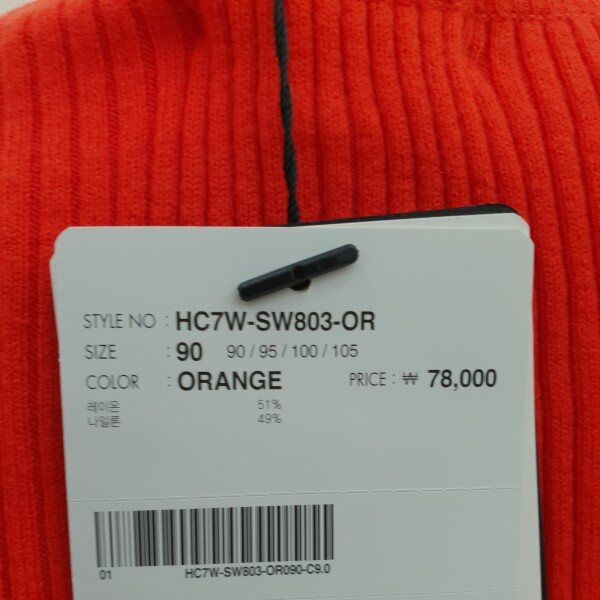 STYLE NO : HC7W-SW803-OR
SIZE : 90 90 / 95 / 100 / 105
COLOR : ORANGE PRICE : ₩ 78,000
레이온 51%
나일론 49%
01 HC7W-SW803-OR090-C9.0